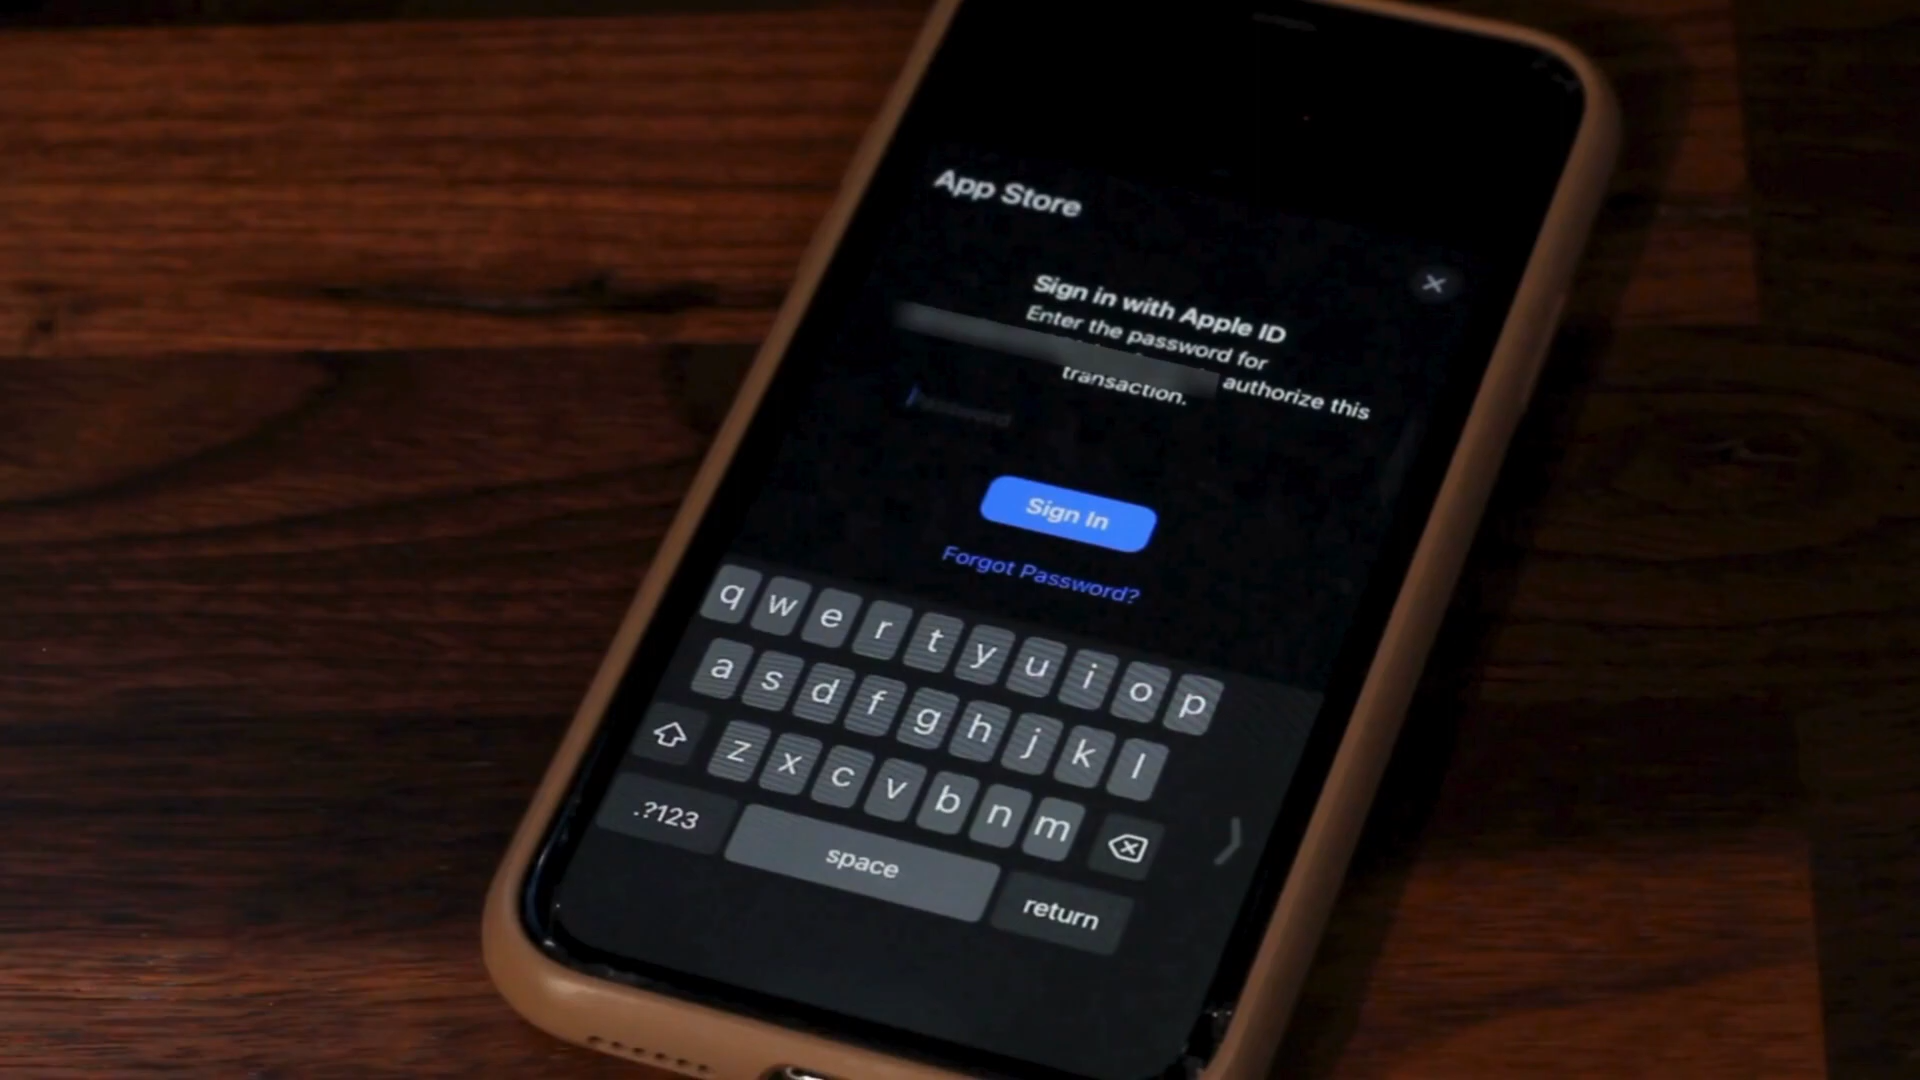 App Store
Sign in with Apple ID
Enter the password for
authorize this
transaction.
Password
Sign In
Forgot Password?
q w e r t y u i o p
a s d f g h j k l
z x c v b n m
.?123 space return